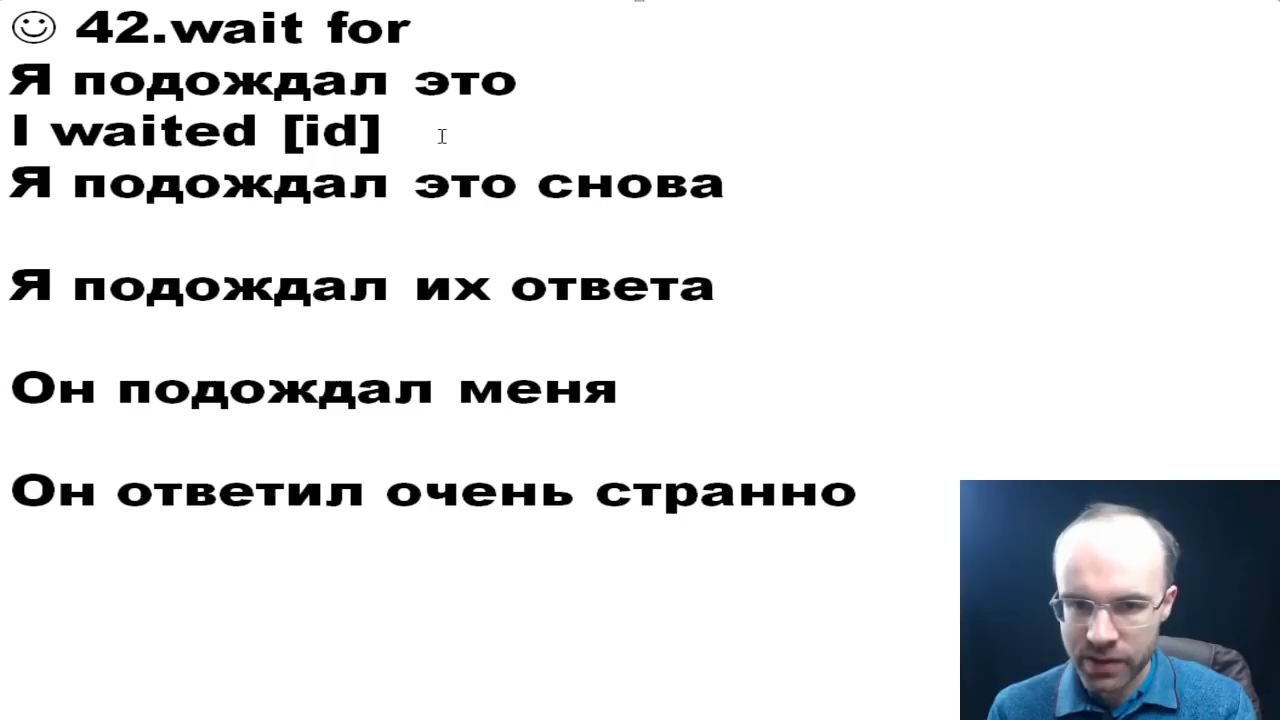 ☺ 42.wait for
Я подождал это
I waited [id]
Я подождал это снова
Я подождал их ответа
Он подождал меня
Он ответил очень странно